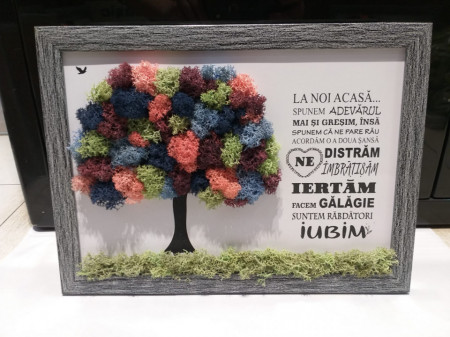 LA NOI ACASĂ...
SPUNEM ADEVĂRUL
MAI ȘI GREȘIM, ÎNSĂ
SPUNEM CĂ NE PARE RĂU
ACORDĂM O A DOUA ȘANSĂ
NE DISTRĂM
ÎMBRĂȚIȘĂM
IERTĂM
FACEM GĂLĂGIE
SUNTEM RĂBDĂTORI
IUBIM